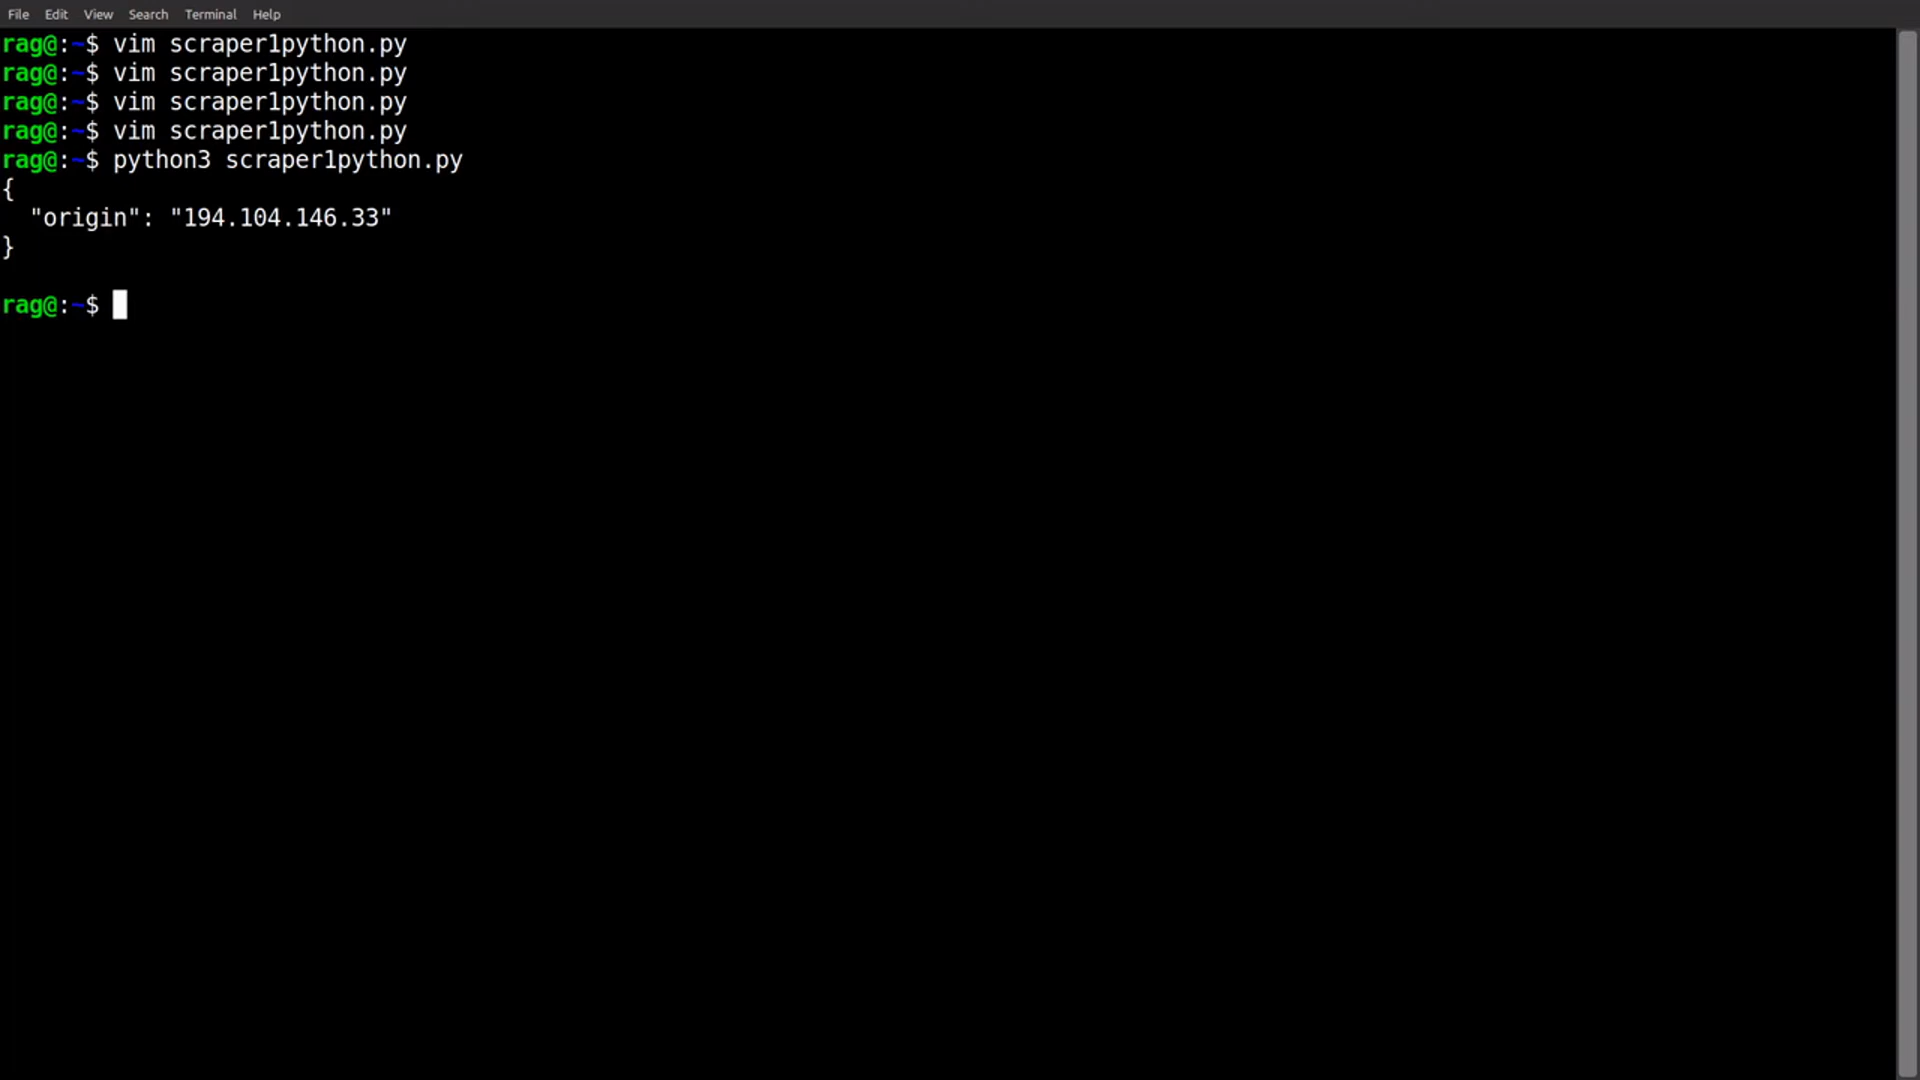 File Edit View Search Terminal Help
rag@:~$ vim scraper1python.py
rag@:~$ vim scraper1python.py
rag@:~$ vim scraper1python.py
rag@:~$ vim scraper1python.py
rag@:~$ python3 scraper1python.py
{
  "origin": "194.104.146.33"
}
rag@:~$